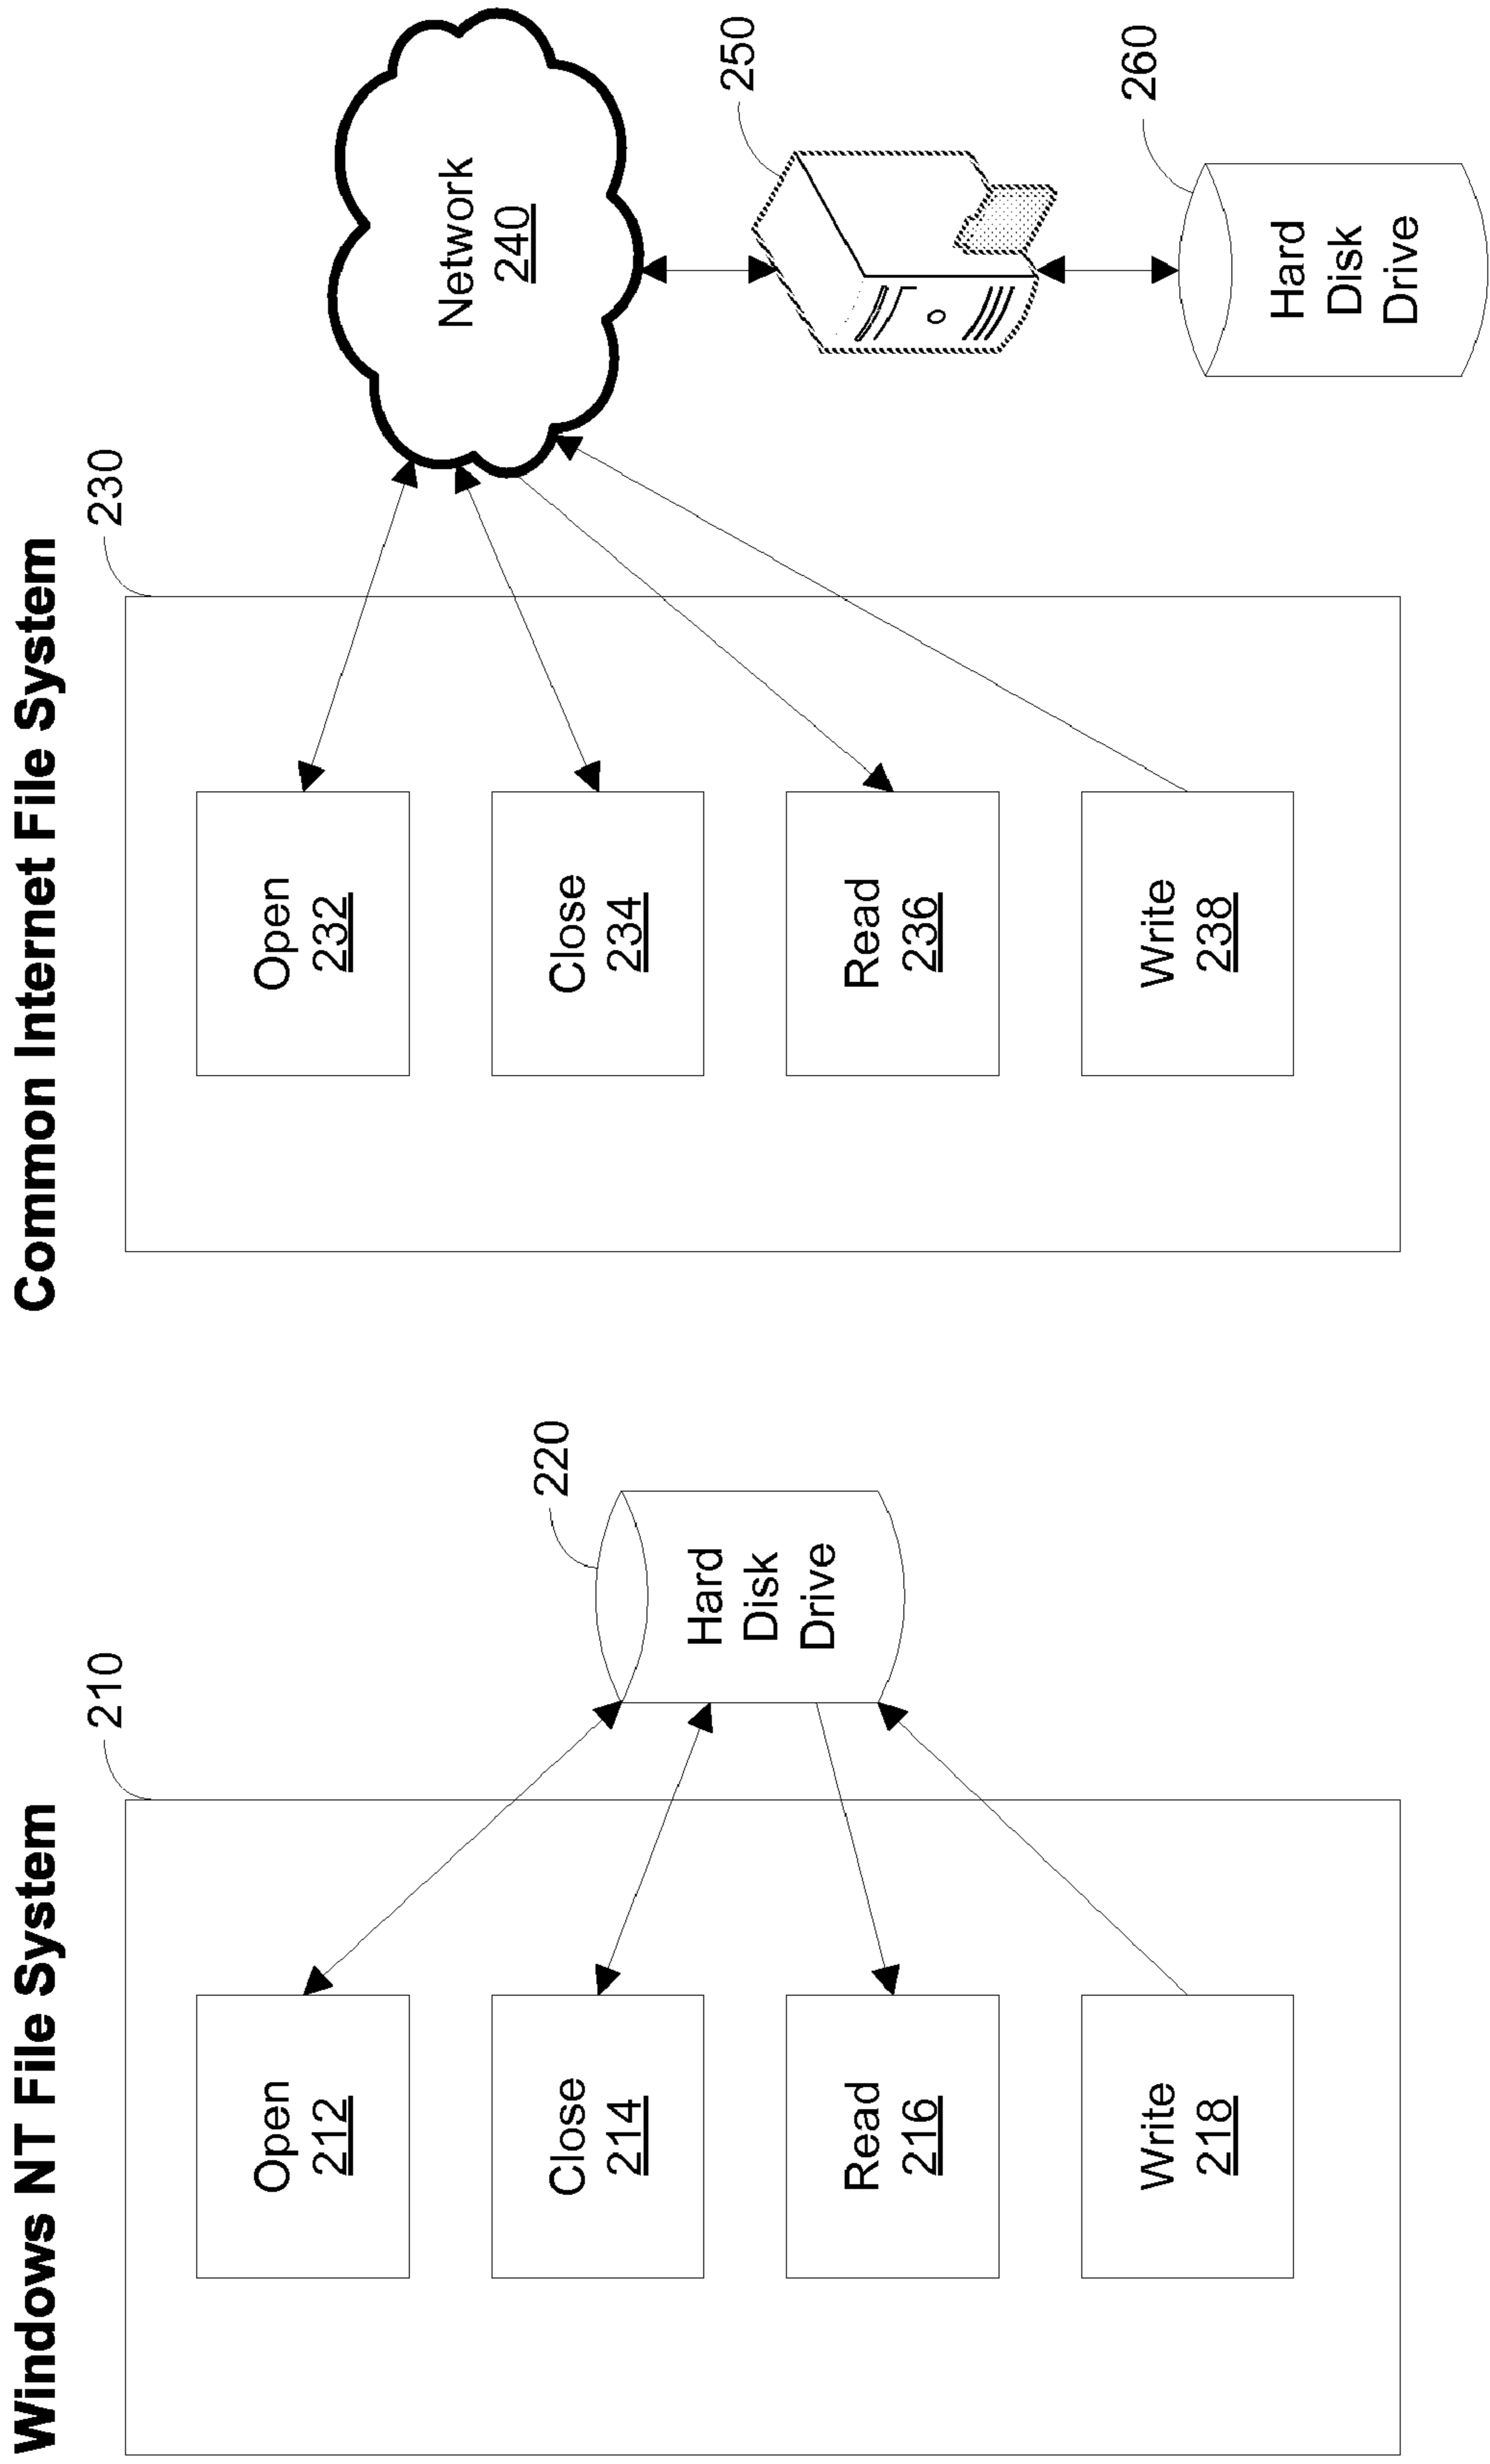 Windows NT File System
210
Open
212
Close
214
Read
216
Write
218
220
Hard
Disk
Drive
Common Internet File System
230
Open
232
Close
234
Read
236
Write
238
Network
240
250
260
Hard
Disk
Drive